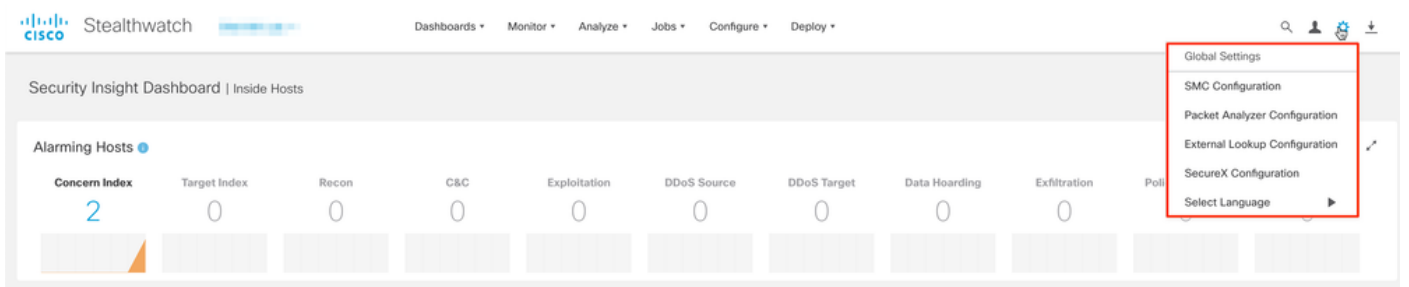 CISCO Stealthwatch Dashboards Monitor Analyze Jobs Configure Deploy
Global Settings
SMC Configuration
Packet Analyzer Configuration
External Lookup Configuration
SecureX Configuration
Select Language
Security Insight Dashboard | Inside Hosts
Alarming Hosts
Concern Index Target Index Recon C&C Exploitation DDoS Source DDoS Target Data Hoarding Exfiltration
2 0 0 0 0 0 0 0 0